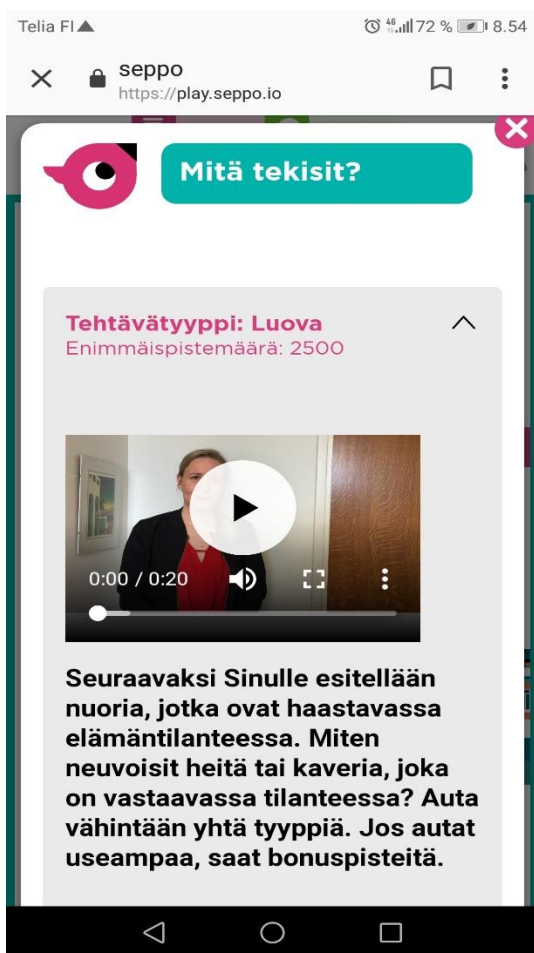 Telia FI 4G 72 % 8.54
seppo
https://play.seppo.io
Mitä tekisit?
Tehtävätyyppi: Luova
Enimmäispistemäärä: 2500
0:00 / 0:20
Seuraavaksi Sinulle esitellään
nuoria, jotka ovat haastavassa
elämäntilanteessa. Miten
neuvoisit heitä tai kaveria, joka
on vastaavassa tilanteessa? Auta
vähintään yhtä tyyppiä. Jos autat
useampaa, saat bonuspisteitä.